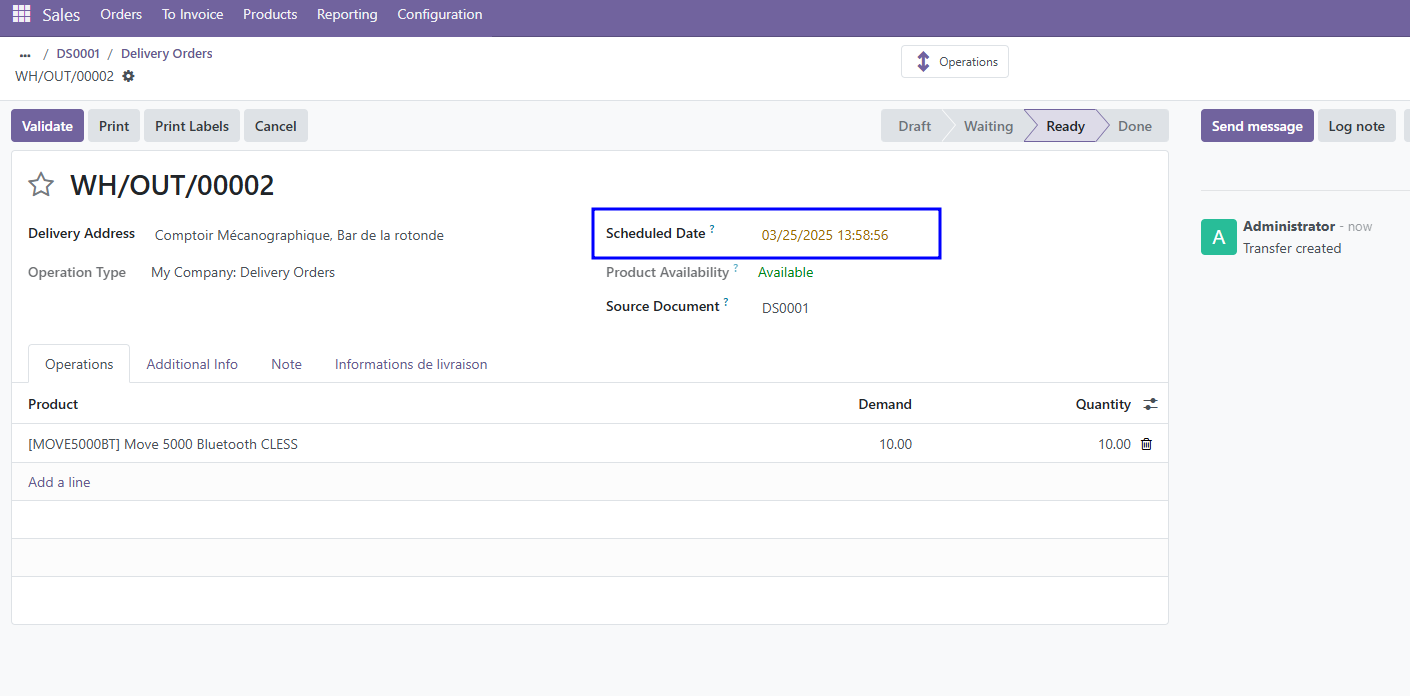 Sales Orders To Invoice Products Reporting Configuration
... / DS0001 / Delivery Orders
WH/OUT/00002
Operations
Validate Print Print Labels Cancel
Draft Waiting Ready Done
Send message Log note
WH/OUT/00002
Delivery Address Comptoir Mécanographique, Bar de la rotonde
Scheduled Date ? 03/25/2025 13:58:56
Operation Type My Company: Delivery Orders
Product Availability ? Available
Source Document ? DS0001
A Administrator - now
Transfer created
Operations Additional Info Note Informations de livraison
Product Demand Quantity
[MOVE5000BT] Move 5000 Bluetooth CLESS 10.00 10.00
Add a line